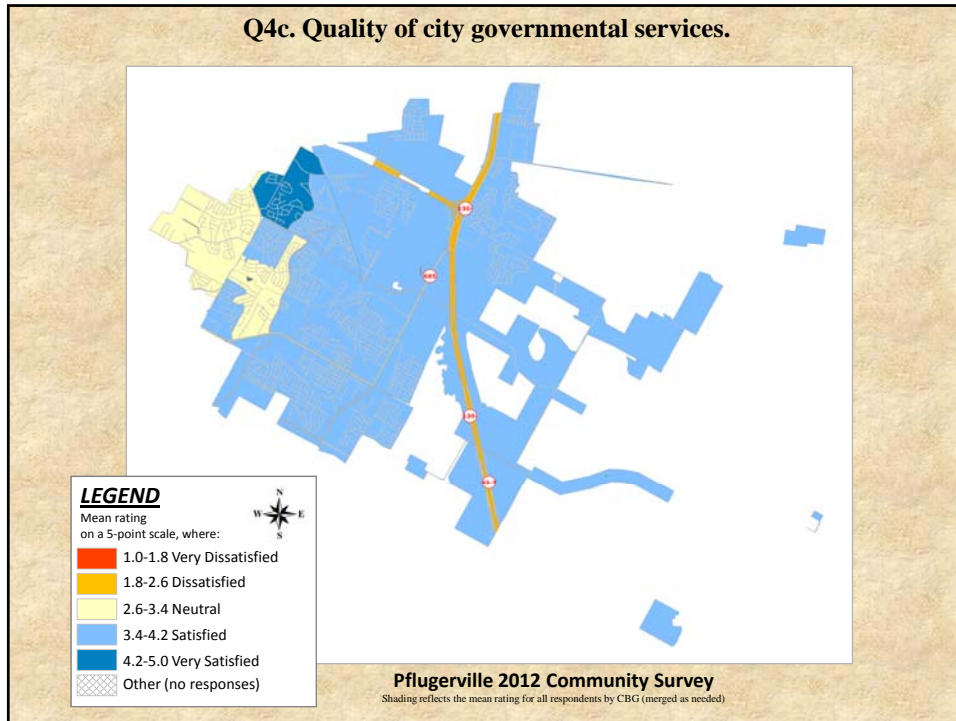 Q4c. Quality of city governmental services.
130
685
130
LEGEND
N
W E
S
Mean rating
on a 5-point scale, where:
1.0-1.8 Very Dissatisfied
1.8-2.6 Dissatisfied
2.6-3.4 Neutral
3.4-4.2 Satisfied
4.2-5.0 Very Satisfied
Other (no responses)
Pflugerville 2012 Community Survey
Shading reflects the mean rating for all respondents by CBG (merged as needed)